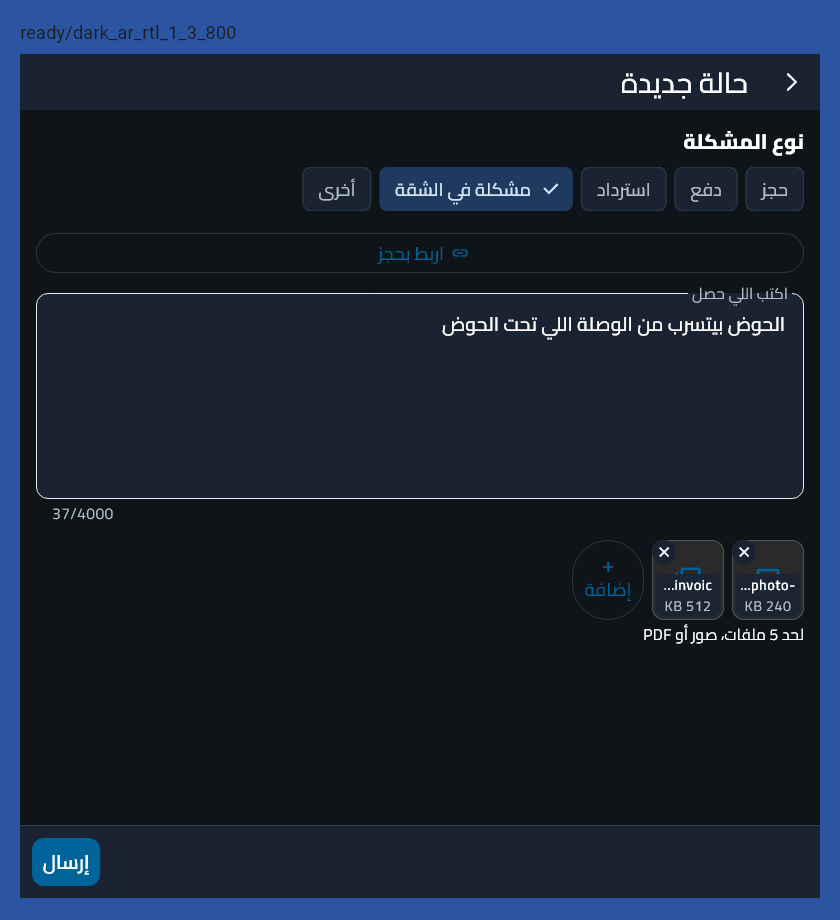 ready/dark_ar_rtl_1_3_800
حالة جديدة
نوع المشكلة
حجز
دفع
استرداد
مشكلة في الشقة
أخرى
اربط بحجز
اكتب اللي حصل
الحوض بيتسرب من الوصلة اللي تحت الحوض
37/4000
photo-...
240 KB
invoic...
512 KB
+
إضافة
لحد 5 ملفات، صور أو PDF
إرسال